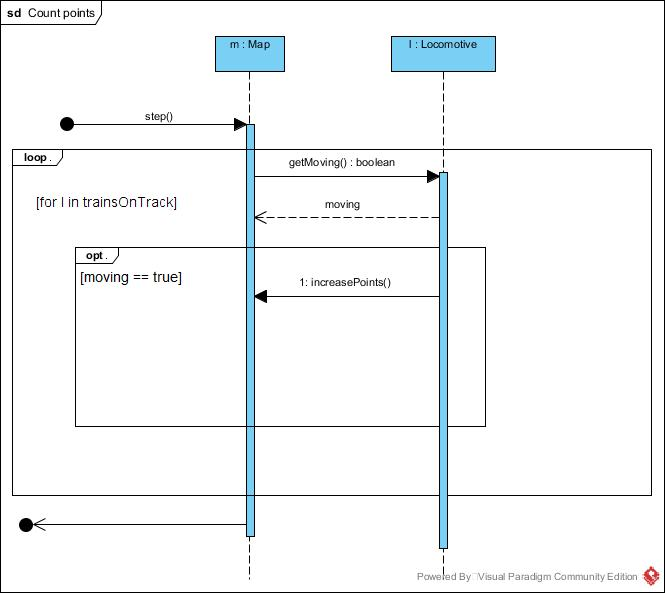 sd Count points
m : Map
l : Locomotive
step()
loop .
getMoving() : boolean
[for l in trainsOnTrack]
moving
opt .
[moving == true]
1: increasePoints()
Powered By Visual Paradigm Community Edition